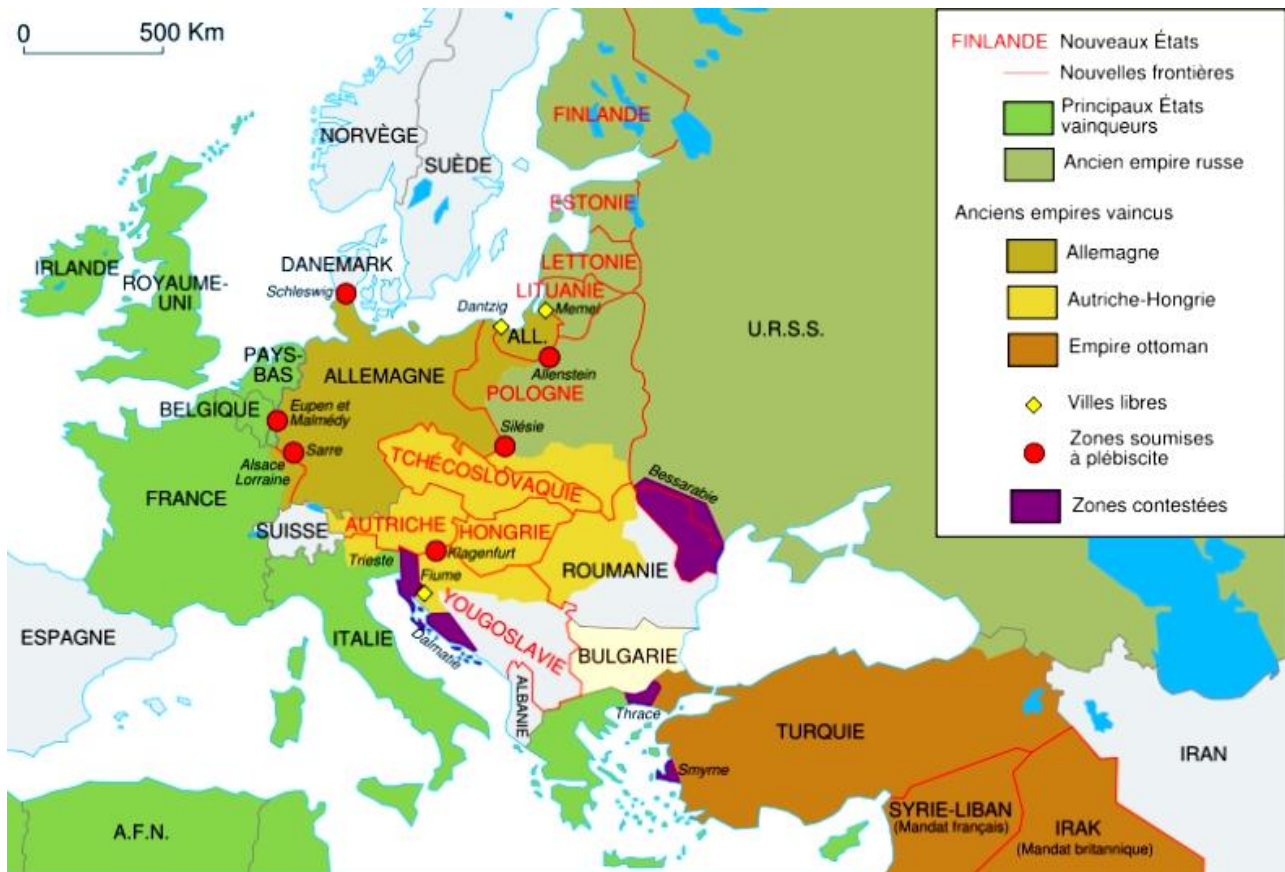 0 500 Km
NORVÈGE
SUÈDE
FINLANDE
ESTONIE
LETTONIE
LITUANIE
Memel
DANEMARK
Schleswig
Dantzig
ALL.
Allenstein
IRLANDE
ROYAUME-
UNI
PAYS-
BAS
ALLEMAGNE
POLOGNE
U.R.S.S.
BELGIQUE
Eupen et
Malmédy
Silésie
Sarre
Alsace
Lorraine
FRANCE
TCHÉCOSLOVAQUIE
Bessarabie
SUISSE
AUTRICHE
HONGRIE
Klagenfurt
Trieste
Fiume
ROUMANIE
YOUGOSLAVIE
ESPAGNE
ITALIE
Dalmatie
BULGARIE
ALBANIE
Thrace
TURQUIE
Smyrne
IRAN
SYRIE-LIBAN
(Mandat français)
IRAK
(Mandat britannique)
A.F.N.
FINLANDE Nouveaux États
Nouvelles frontières
Principaux États
vainqueurs
Ancien empire russe
Anciens empires vaincus
Allemagne
Autriche-Hongrie
Empire ottoman
Villes libres
Zones soumises
à plébiscite
Zones contestées